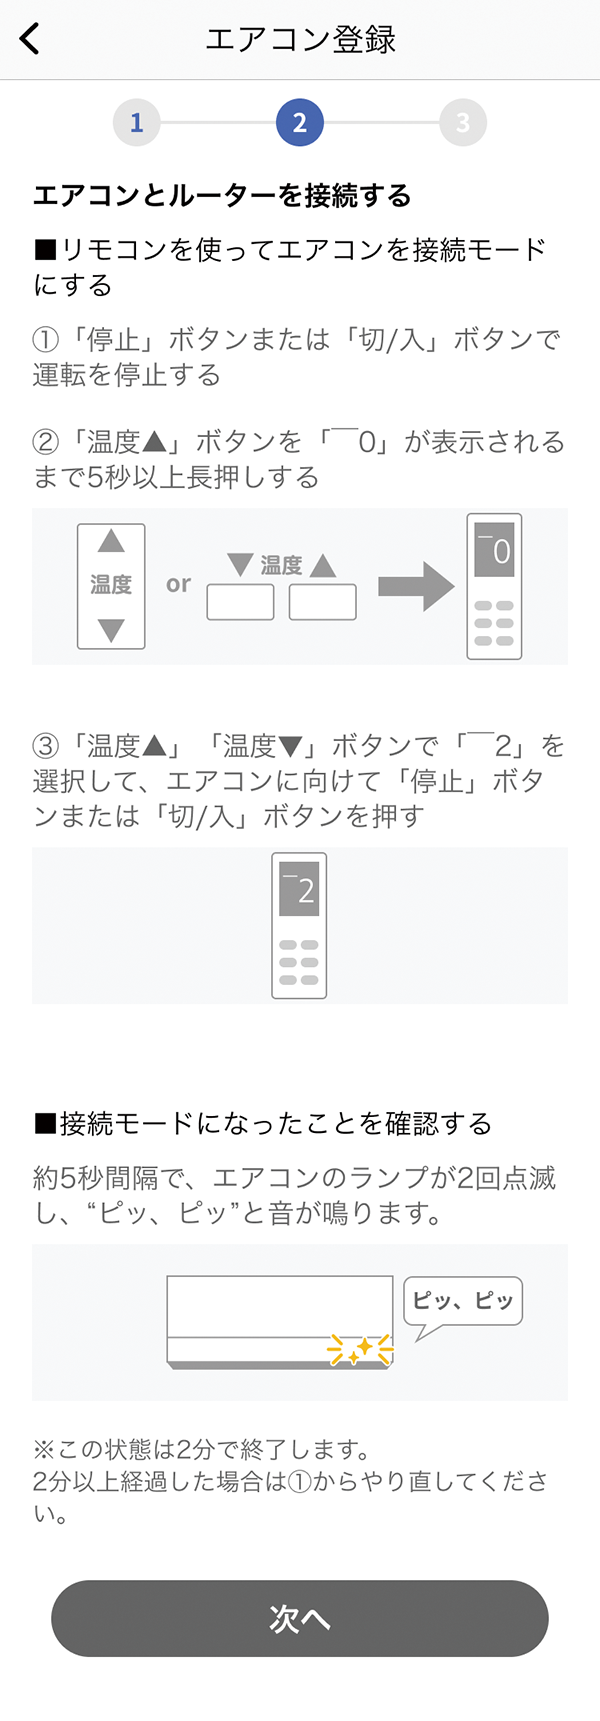 エアコン登録
1
2
3
エアコンとルーターを接続する
■リモコンを使ってエアコンを接続モード
にする
①「停止」ボタンまたは「切/入」ボタンで
運転を停止する
②「温度▲」ボタンを「¯0」が表示される
まで5秒以上長押しする
温度
or
▼温度▲
¯0
③「温度▲」「温度▼」ボタンで「¯2」を
選択して、エアコンに向けて「停止」ボタ
ンまたは「切/入」ボタンを押す
¯2
■接続モードになったことを確認する
約5秒間隔で、エアコンのランプが2回点滅
し、“ピッ、ピッ”と音が鳴ります。
ピッ、ピッ
※この状態は2分で終了します。
2分以上経過した場合は①からやり直してくださ
い。
次へ